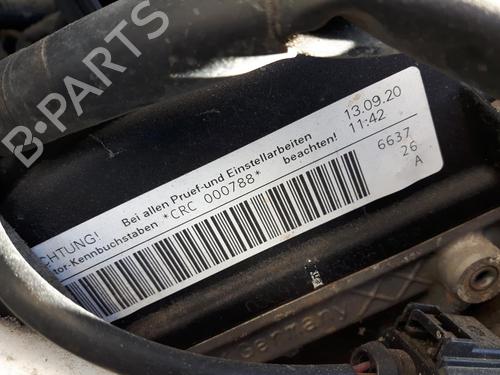 CHTUNG! Bei allen Pruef-und Einstellarbeiten 13.09.20
tor-Kennbuchstaben *CRC 000788* beachten! 11:42
6637
26
A
Germany
B-PARTS